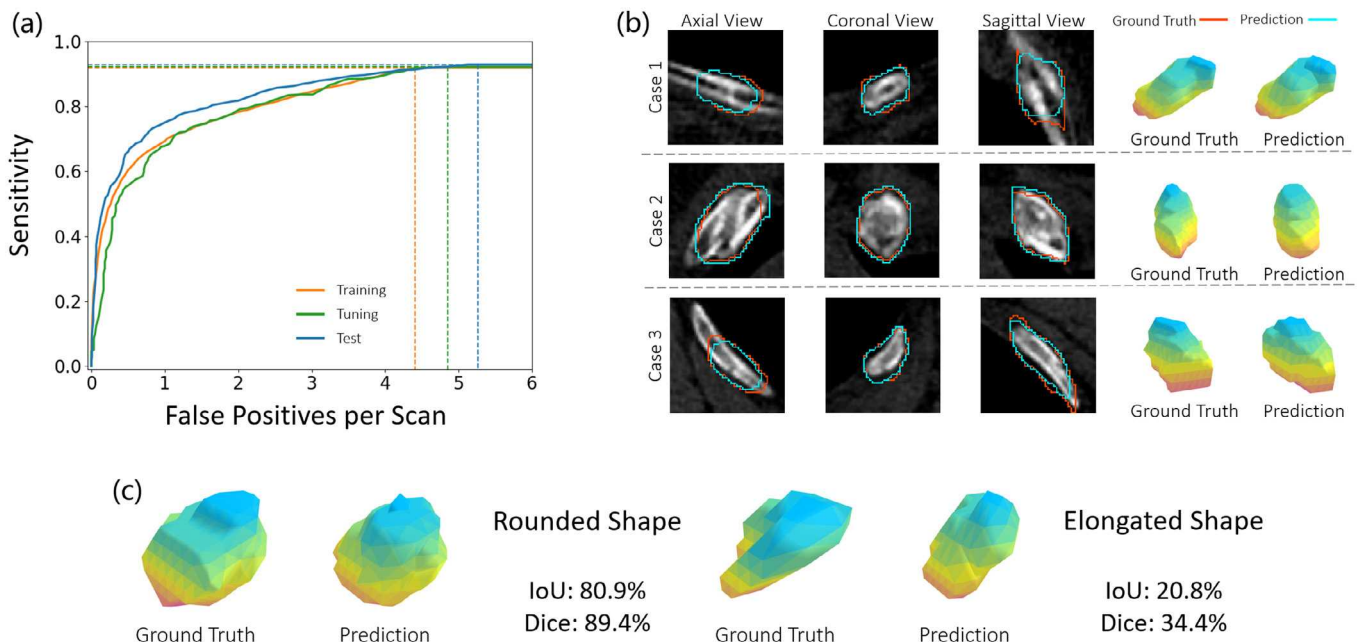 (a)
1.0
0.8
0.6
0.4
0.2
0.0
Sensitivity
Training
Tuning
Test
0 1 2 3 4 5 6
False Positives per Scan
(b)
Axial View Coronal View Sagittal View Ground Truth Prediction
Case 1
Ground Truth Prediction
Case 2
Ground Truth Prediction
Case 3
Ground Truth Prediction
(c)
Rounded Shape
IoU: 80.9%
Dice: 89.4%
Ground Truth Prediction
Elongated Shape
IoU: 20.8%
Dice: 34.4%
Ground Truth Prediction